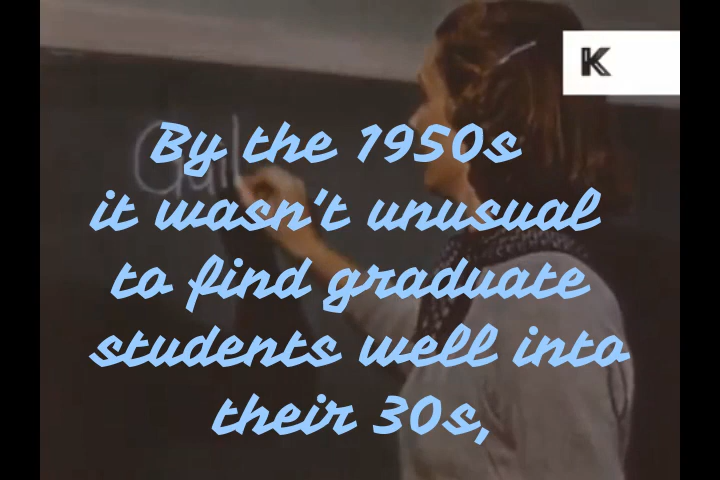 By the 1950s
it wasn't unusual
to find graduate
students well into
their 30s,
K